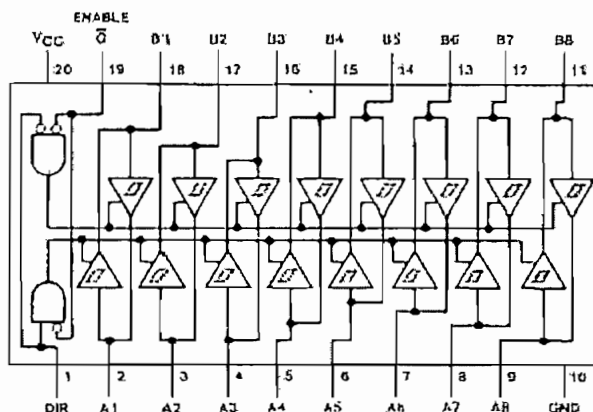 ENABLE
VCC G B1 B2 B3 B4 B5 B6 B7 B8
20 19 18 17 16 15 14 13 12 11
1 2 3 4 5 6 7 8 9 10
DIR A1 A2 A3 A4 A5 A6 A7 A8 GND